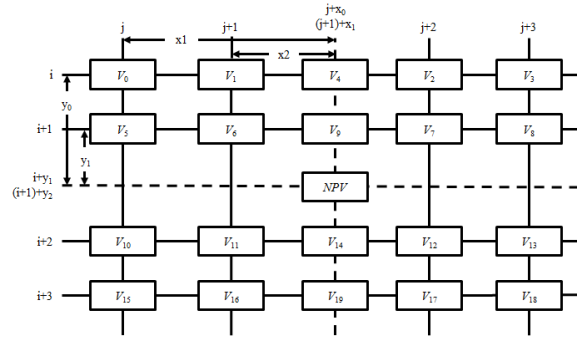 j+x₀
j j+1 (j+1)+x₁ j+2 j+3
x1
x2
i V₀ V₁ V₄ V₂ V₃
y₀
i+1 V₅ V₆ V₉ V₇ V₈
y₁
i+y₁
(i+1)+y₂ NPV
i+2 V₁₀ V₁₁ V₁₄ V₁₂ V₁₃
i+3 V₁₅ V₁₆ V₁₉ V₁₇ V₁₈